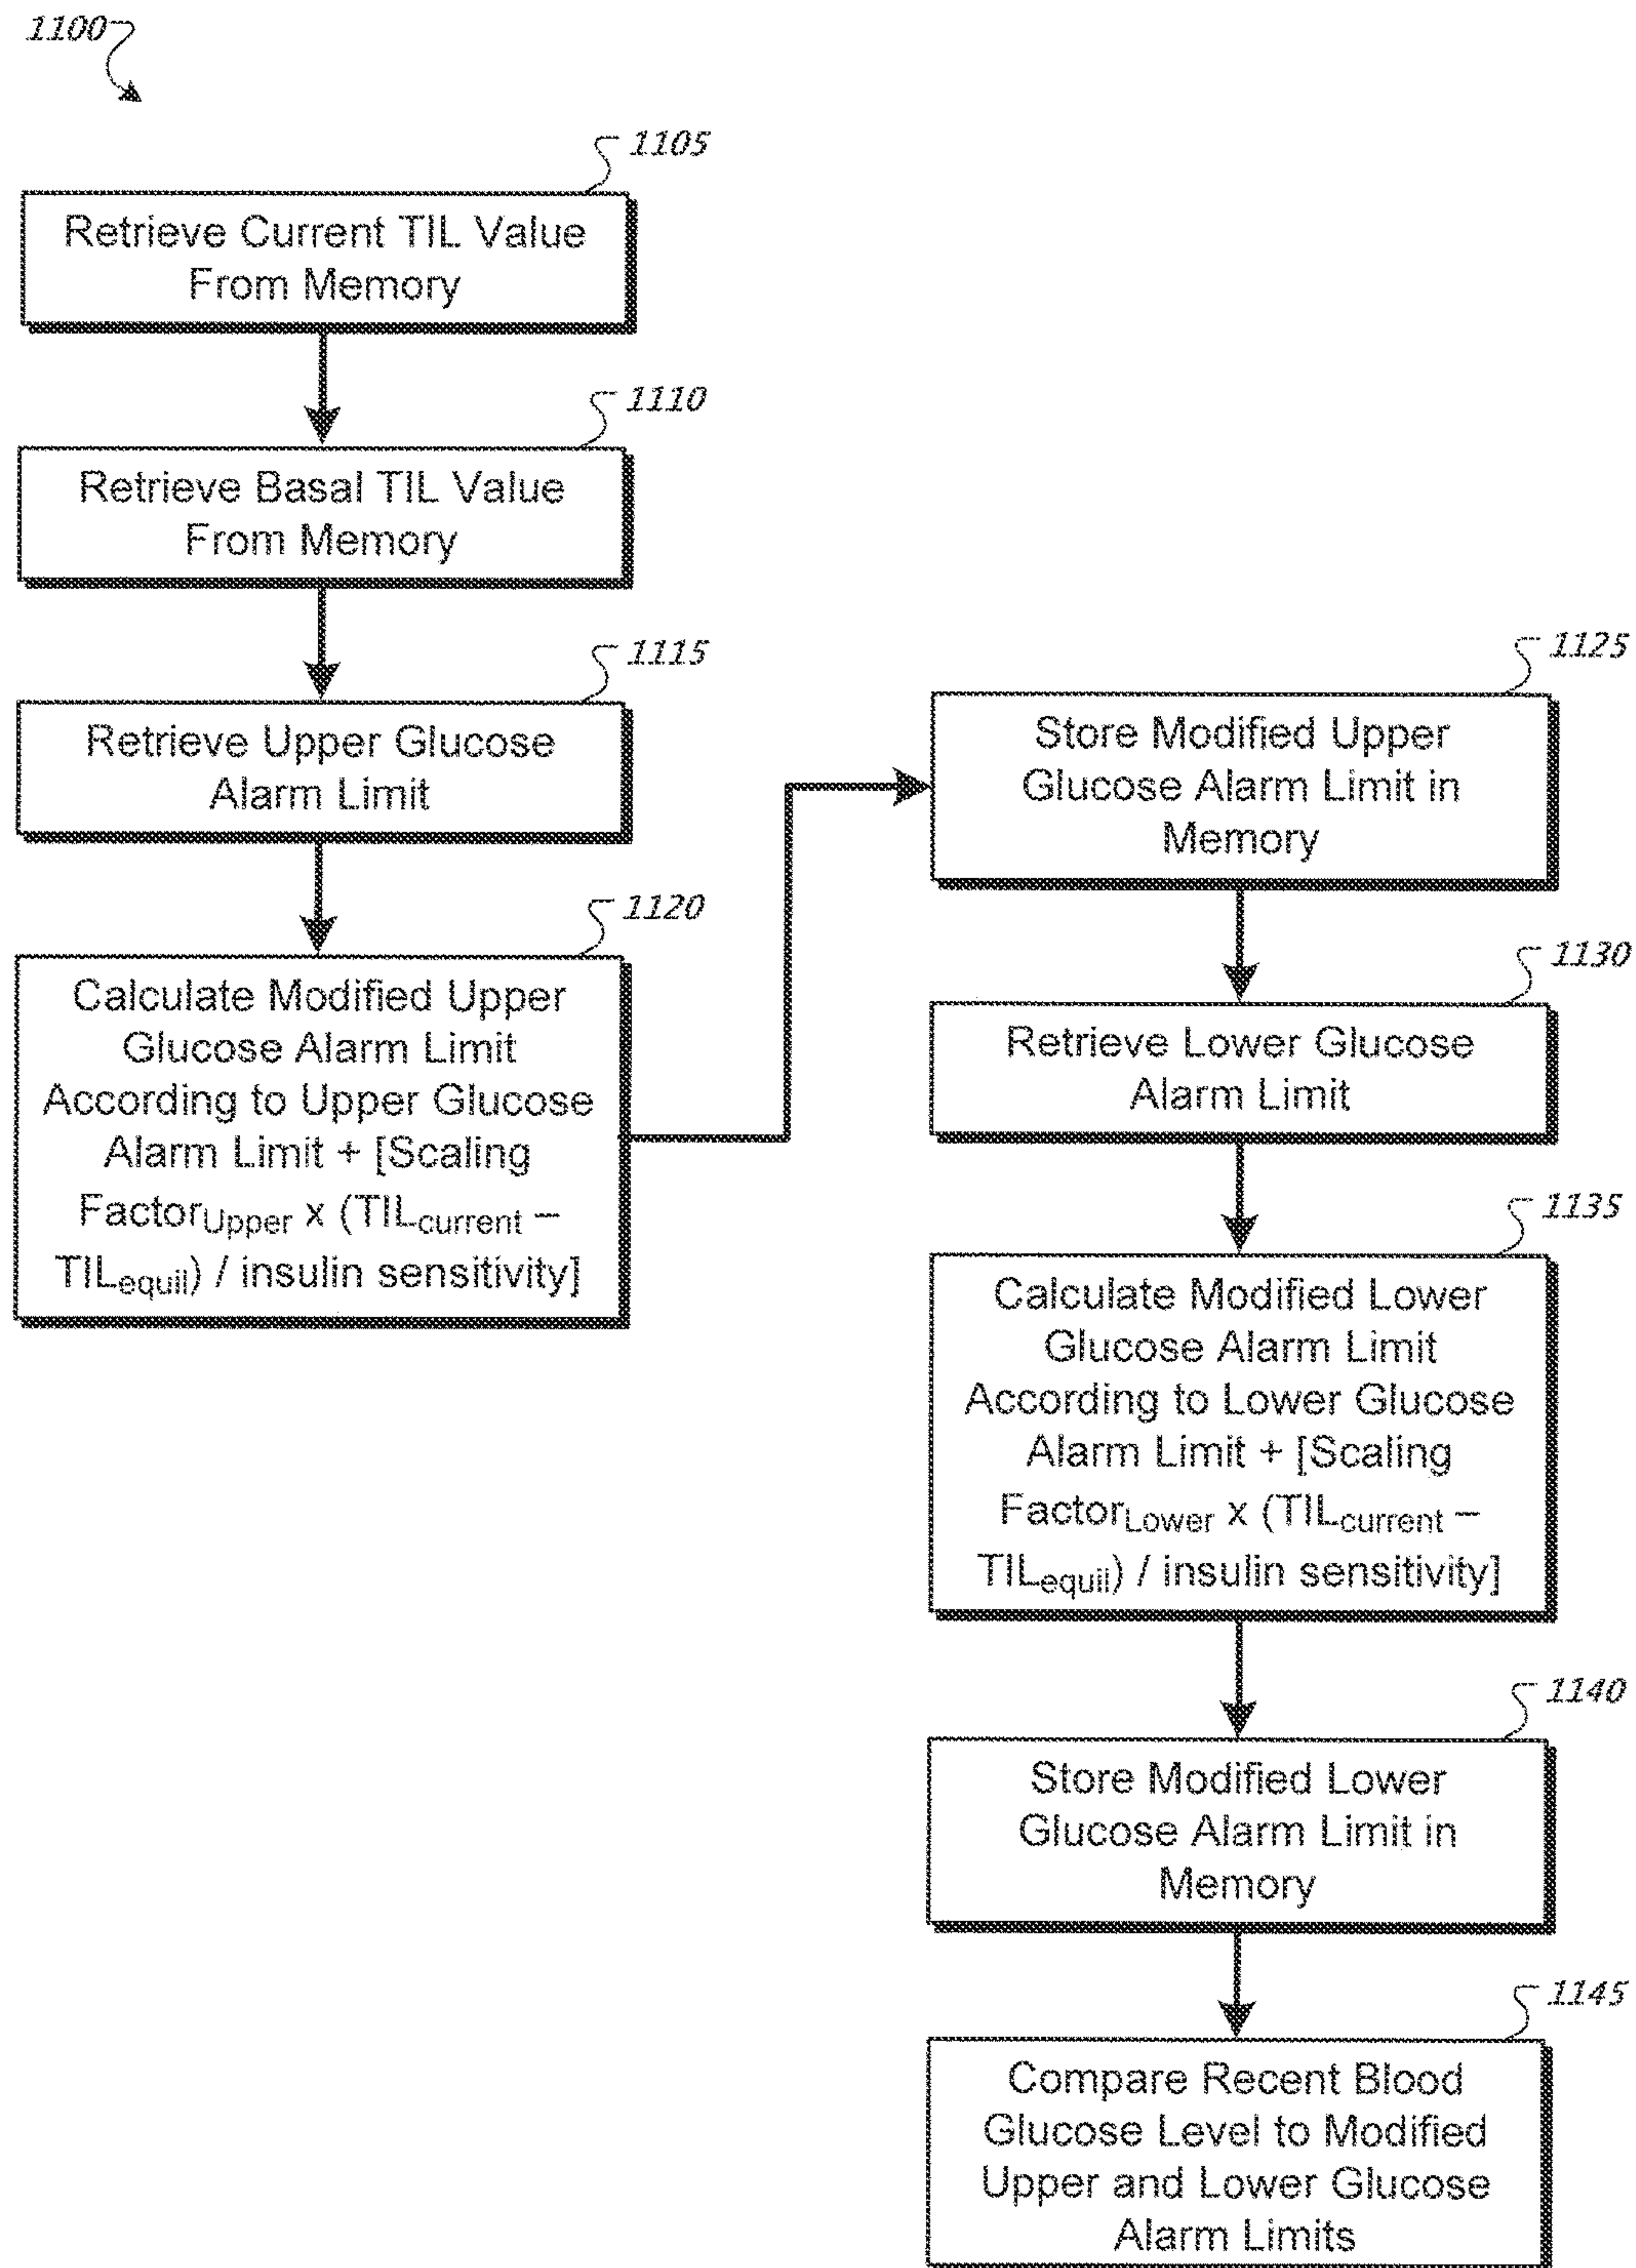 1100
1105
Retrieve Current TIL Value
From Memory
1110
Retrieve Basal TIL Value
From Memory
1115
Retrieve Upper Glucose
Alarm Limit
1120
Calculate Modified Upper
Glucose Alarm Limit
According to Upper Glucose
Alarm Limit + [Scaling
FactorUpper x (TILcurrent –
TILequil) / insulin sensitivity]
1125
Store Modified Upper
Glucose Alarm Limit in
Memory
1130
Retrieve Lower Glucose
Alarm Limit
1135
Calculate Modified Lower
Glucose Alarm Limit
According to Lower Glucose
Alarm Limit + [Scaling
FactorLower x (TILcurrent –
TILequil) / insulin sensitivity]
1140
Store Modified Lower
Glucose Alarm Limit in
Memory
1145
Compare Recent Blood
Glucose Level to Modified
Upper and Lower Glucose
Alarm Limits